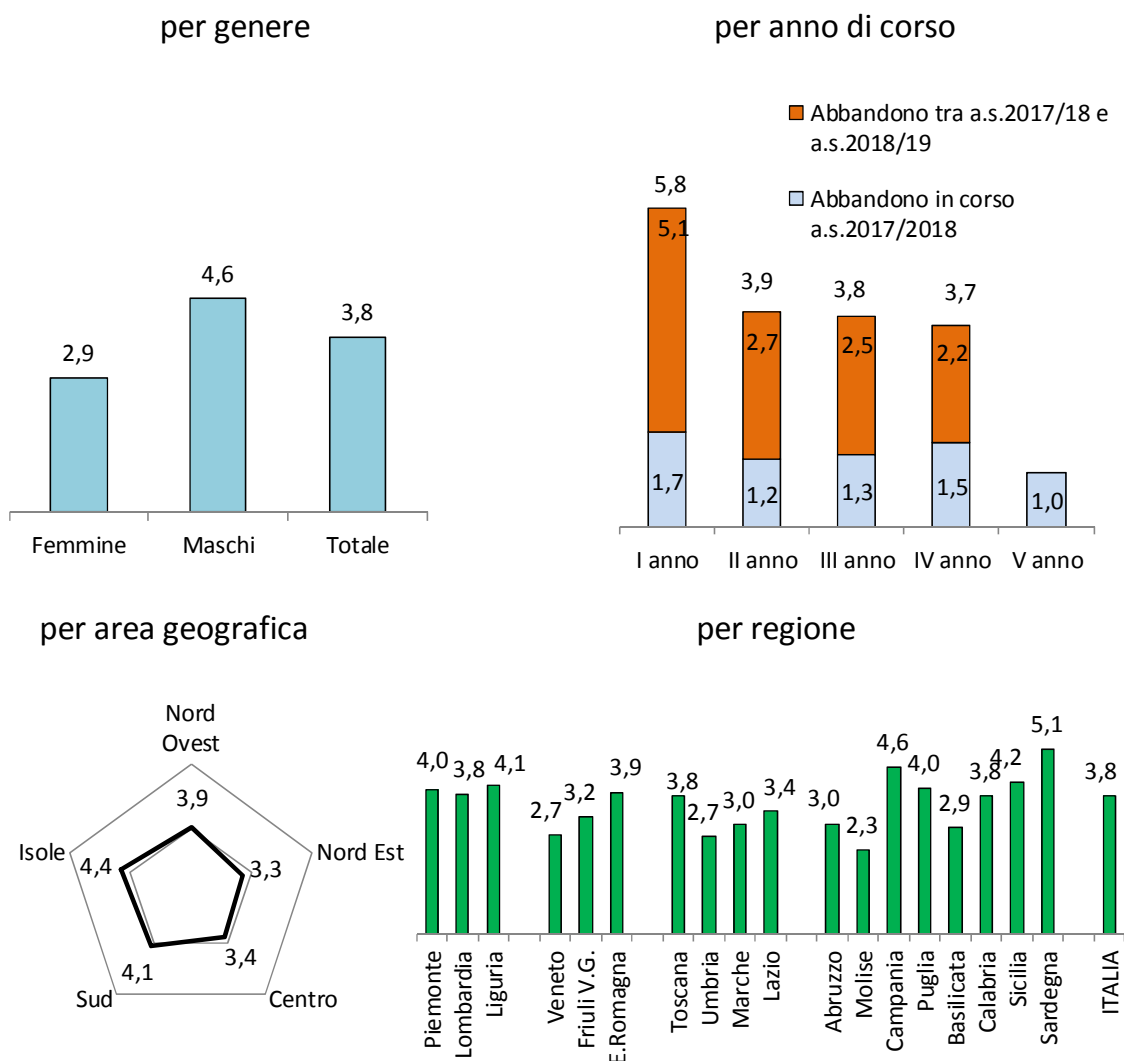 per genere
2,9
4,6
3,8
Femmine
Maschi
Totale
per anno di corso
Abbandono tra a.s.2017/18 e
a.s.2018/19
Abbandono in corso
a.s.2017/2018
5,8
5,1
1,7
3,9
2,7
1,2
3,8
2,5
1,3
3,7
2,2
1,5
1,0
I anno
II anno
III anno
IV anno
V anno
per area geografica
Nord
Ovest
3,9
Nord Est
3,3
Centro
3,4
Sud
4,1
Isole
4,4
per regione
4,0
3,8
4,1
2,7
3,2
3,9
3,8
2,7
3,0
3,4
3,0
2,3
4,6
4,0
2,9
3,8
4,2
5,1
3,8
Piemonte
Lombardia
Liguria
Veneto
Friuli V.G.
E.Romagna
Toscana
Umbria
Marche
Lazio
Abruzzo
Molise
Campania
Puglia
Basilicata
Calabria
Sicilia
Sardegna
ITALIA